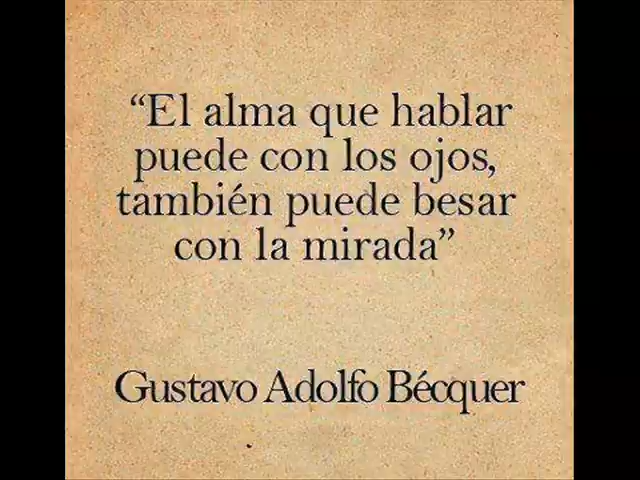 “El alma que hablar
puede con los ojos,
también puede besar
con la mirada”
Gustavo Adolfo Bécquer